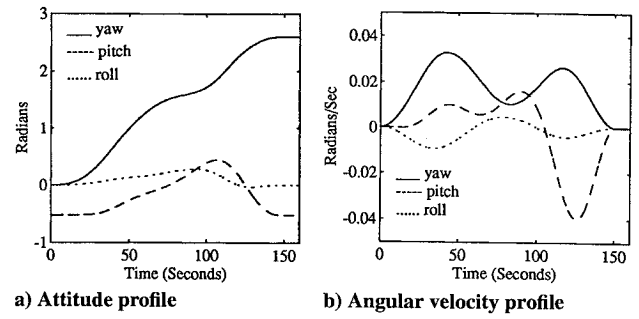 3
2
1
0
-1
Radians
yaw
pitch
roll
0
50
100
150
Time (Seconds)
a) Attitude profile
0.04
0.02
0
-0.02
-0.04
Radians/Sec
yaw
pitch
roll
0
50
100
150
Time (Seconds)
b) Angular velocity profile